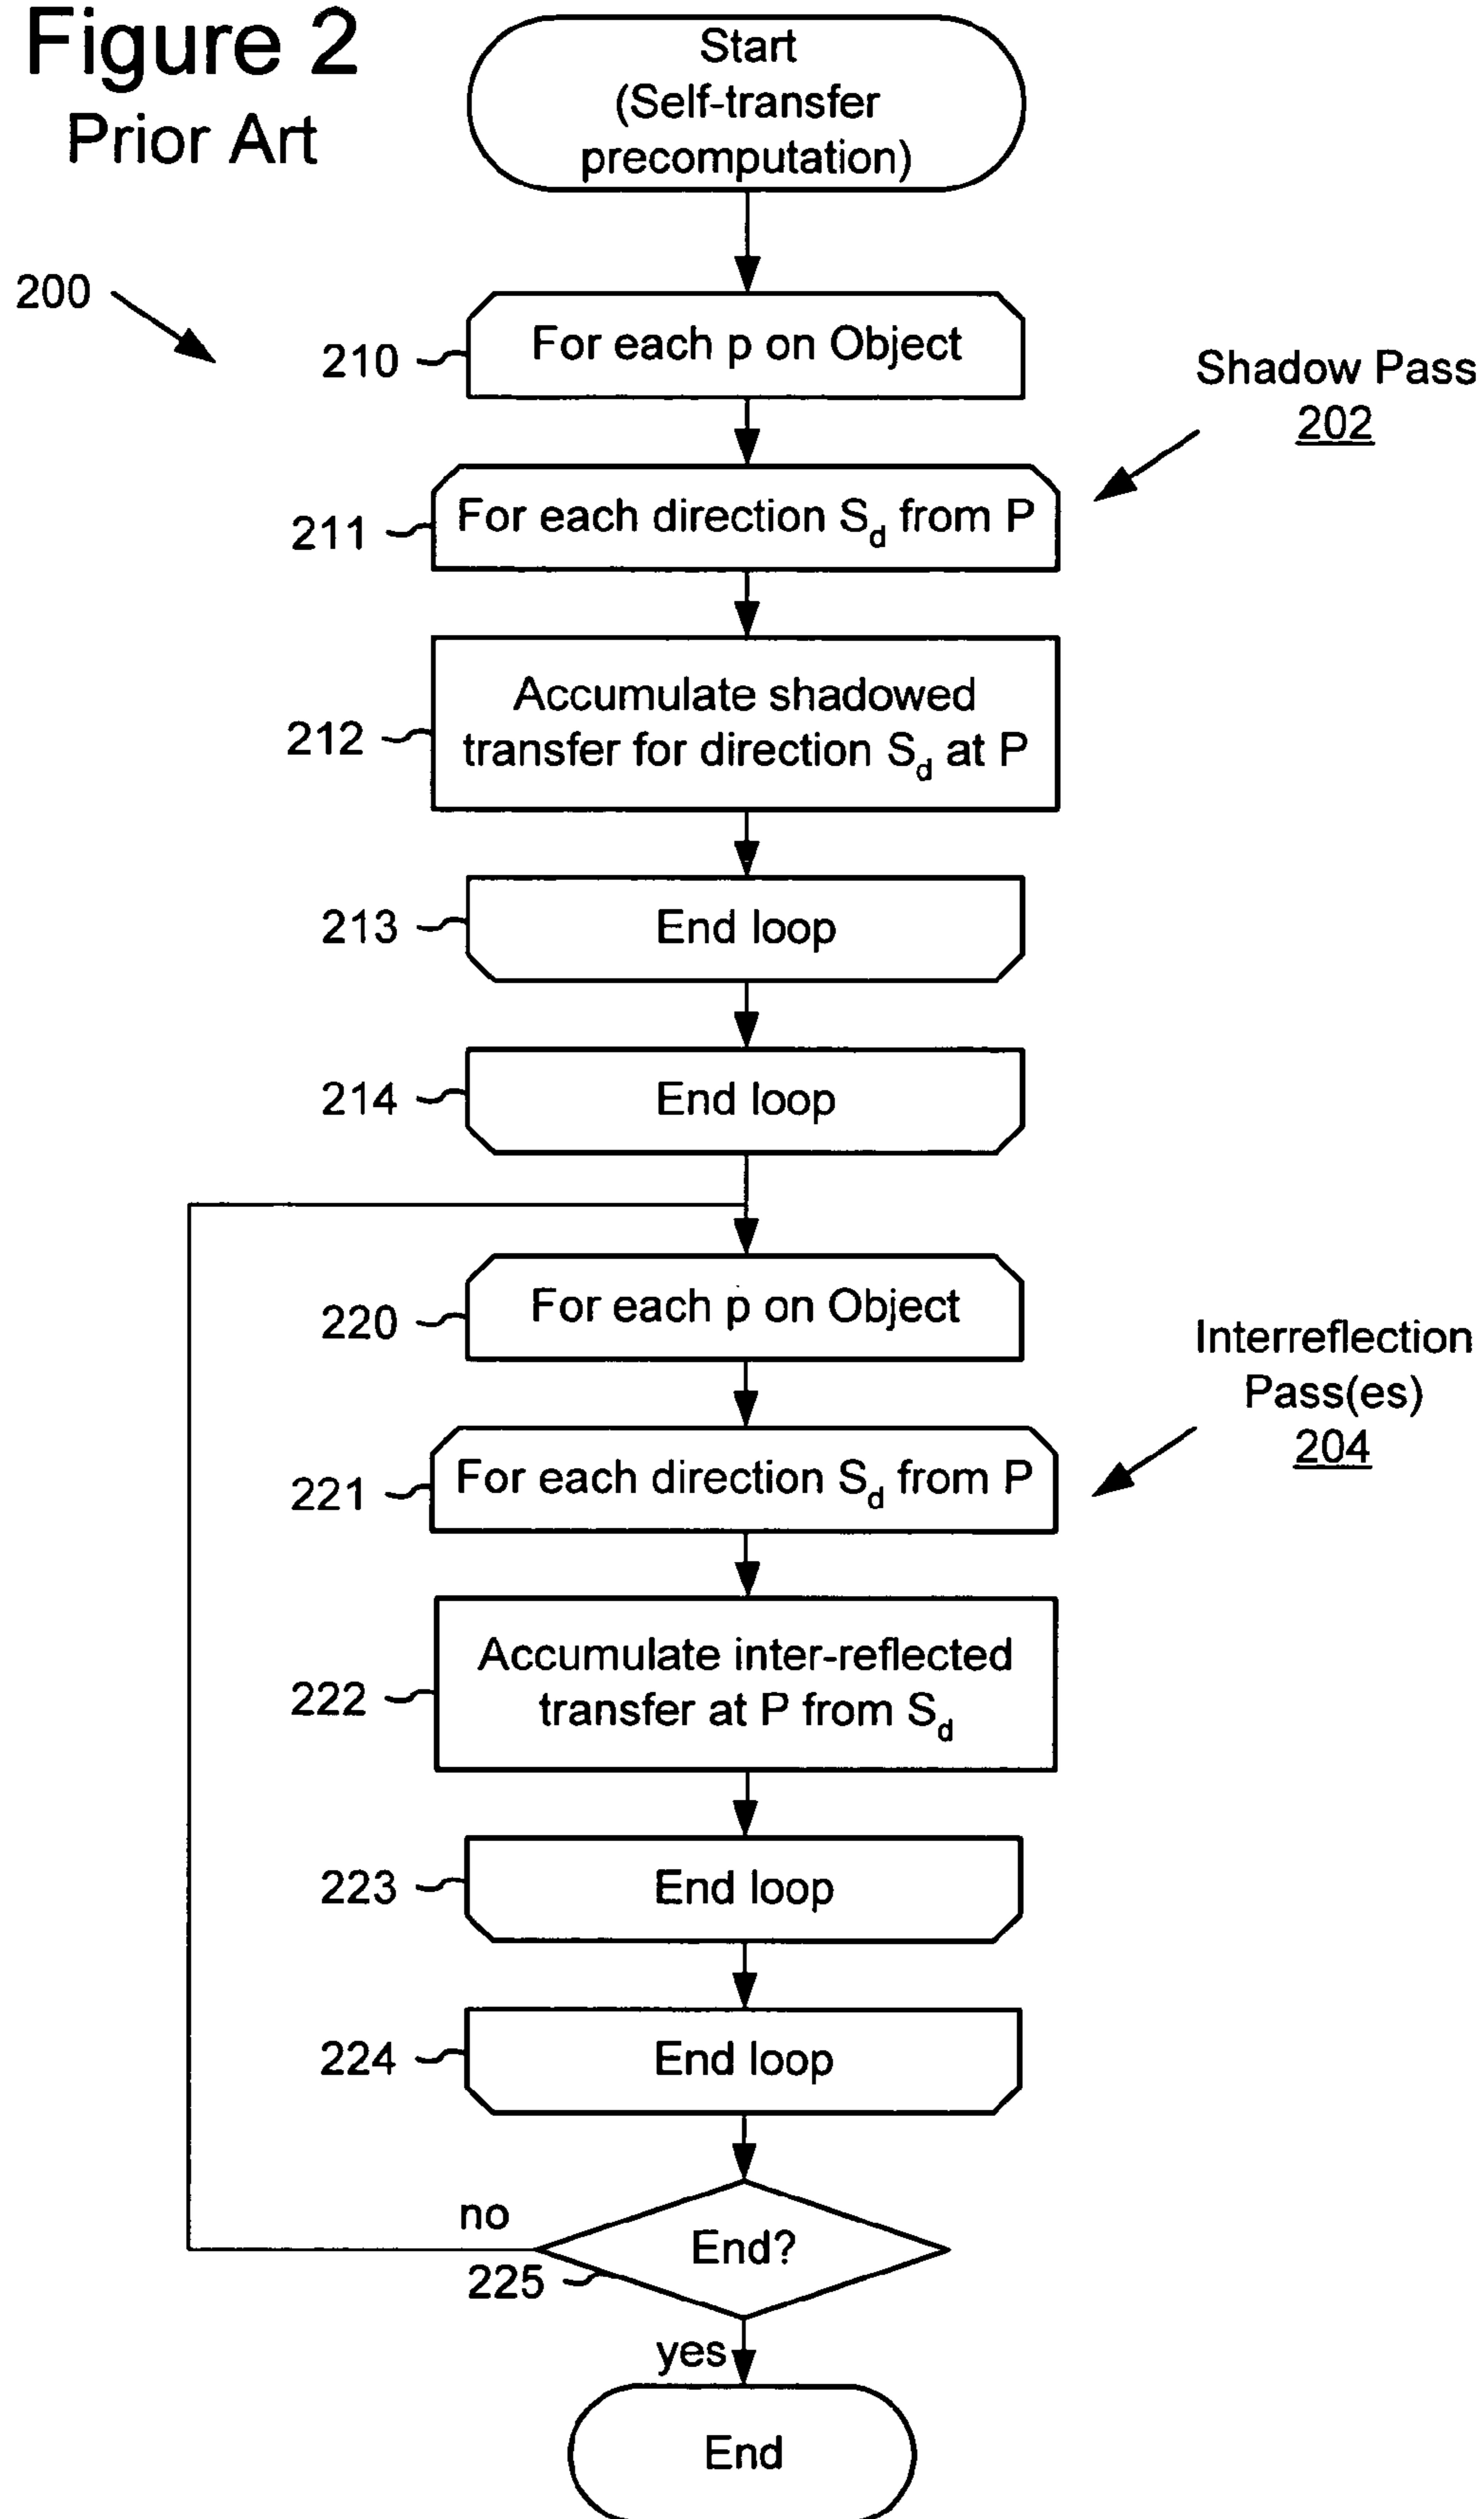 Figure 2
Prior Art
Start
(Self-transfer
precomputation)
200
210
For each p on Object
Shadow Pass
202
211
For each direction Sd from P
212
Accumulate shadowed
transfer for direction Sd at P
213
End loop
214
End loop
220
For each p on Object
Interreflection
Pass(es)
204
221
For each direction Sd from P
222
Accumulate inter-reflected
transfer at P from Sd
223
End loop
224
End loop
no
End?
225
yes
End